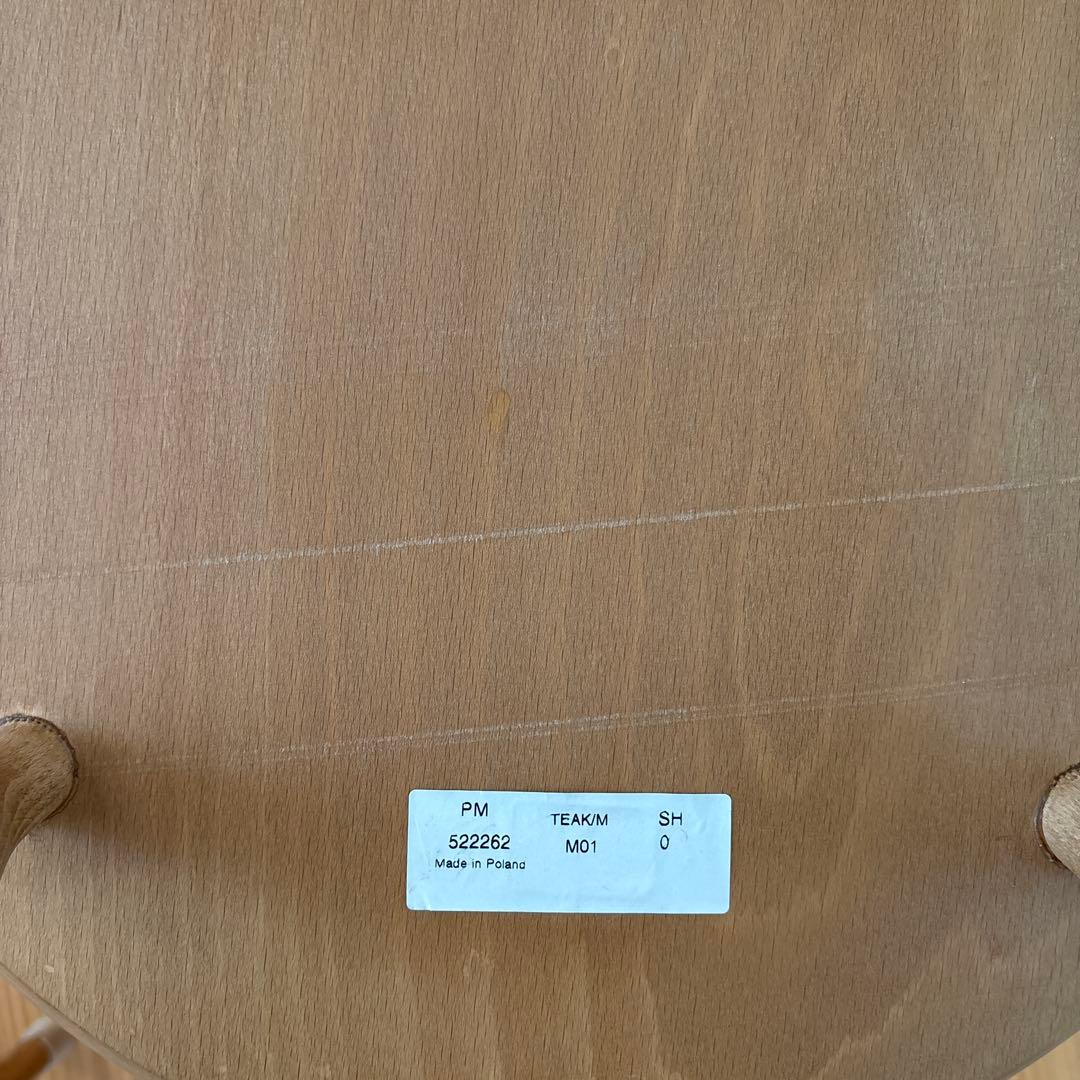 PM TEAK/M SH
522262 M01 0
Made in Poland